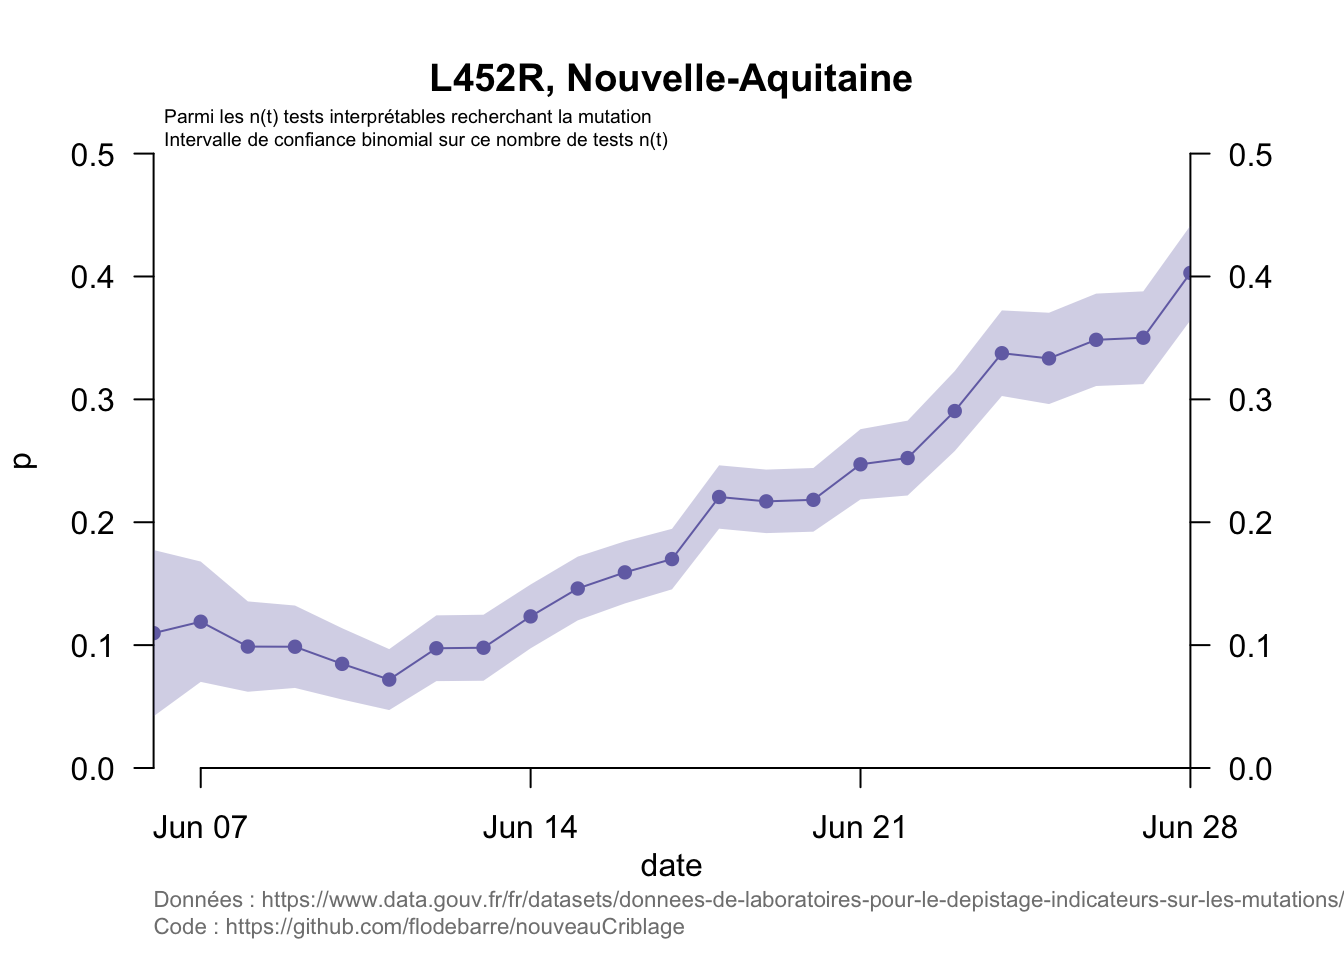 L452R, Nouvelle-Aquitaine
Parmi les n(t) tests interprétables recherchant la mutation
Intervalle de confiance binomial sur ce nombre de tests n(t)
0.5
0.4
0.3
0.2
0.1
0.0
p
0.5
0.4
0.3
0.2
0.1
0.0
Jun 07 Jun 14 Jun 21 Jun 28
date
Données : https://www.data.gouv.fr/fr/datasets/donnees-de-laboratoires-pour-le-depistage-indicateurs-sur-les-mutations/
Code : https://github.com/flodebarre/nouveauCriblage